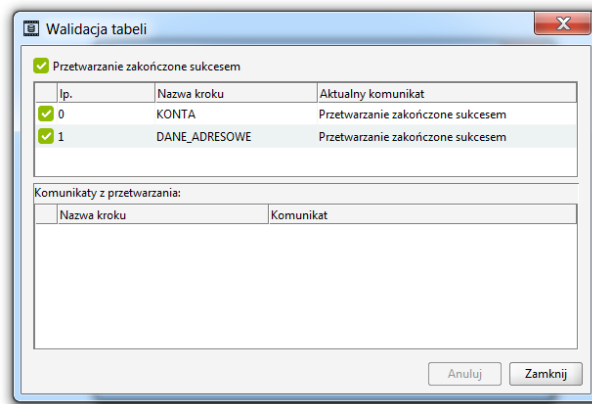 Walidacja tabeli
Przetwarzanie zakończone sukcesem
lp. Nazwa kroku Aktualny komunikat
0 KONTA Przetwarzanie zakończone sukcesem
1 DANE_ADRESOWE Przetwarzanie zakończone sukcesem
Komunikaty z przetwarzania:
Nazwa kroku Komunikat
Anuluj Zamknij